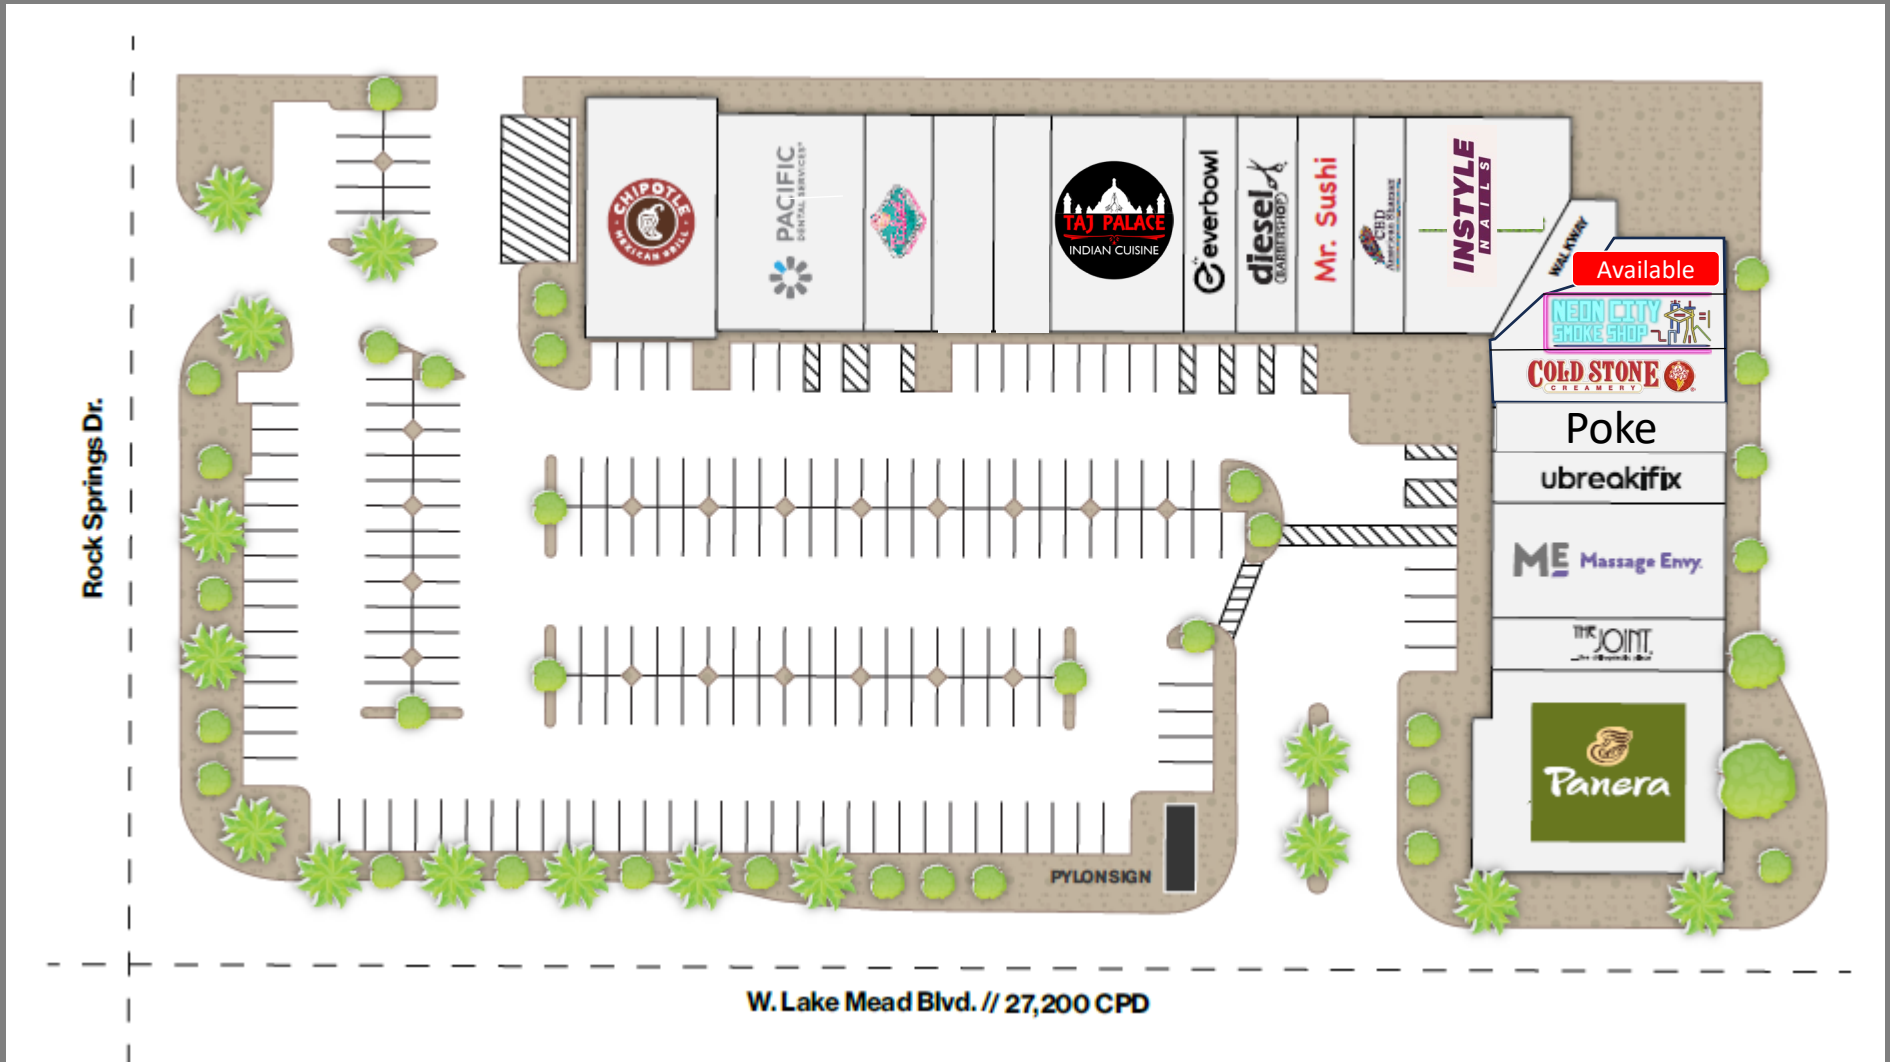 CHIPOTLE
MEXICAN GRILL
PACIFIC
DENTAL SERVICES®
TAJ PALACE
INDIAN CUISINE
everbowl
diesel
BARBERSHOP
Mr. Sushi
CBD
American Shaman
INSTYLE
NAILS
WALKWAY
Available
NEON CITY
SMOKE SHOP
COLD STONE
CREAMERY
Poke
ubreakifix
ME Massage Envy.
THE JOINT
Panera
Rock Springs Dr.
PYLON SIGN
W. Lake Mead Blvd. // 27,200 CPD